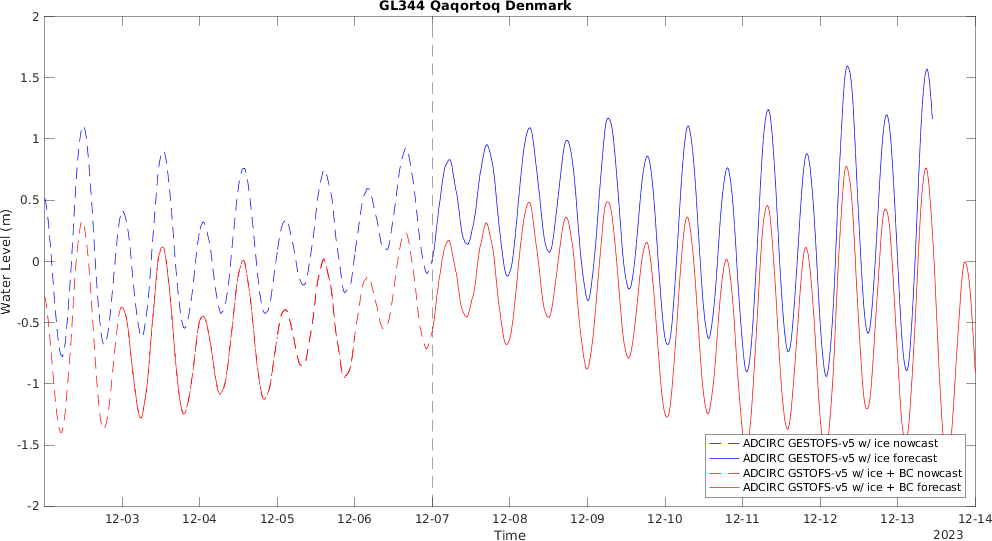 GL344 Qaqortoq Denmark
2
1.5
1
0.5
0
-0.5
-1
-1.5
-2
Water Level (m)
ADCIRC GESTOFS-v5 w/ ice nowcast
ADCIRC GESTOFS-v5 w/ ice forecast
ADCIRC GSTOFS-v5 w/ ice + BC nowcast
ADCIRC GSTOFS-v5 w/ ice + BC forecast
12-03 12-04 12-05 12-06 12-07 12-08 12-09 12-10 12-11 12-12 12-13 12-14
Time
2023